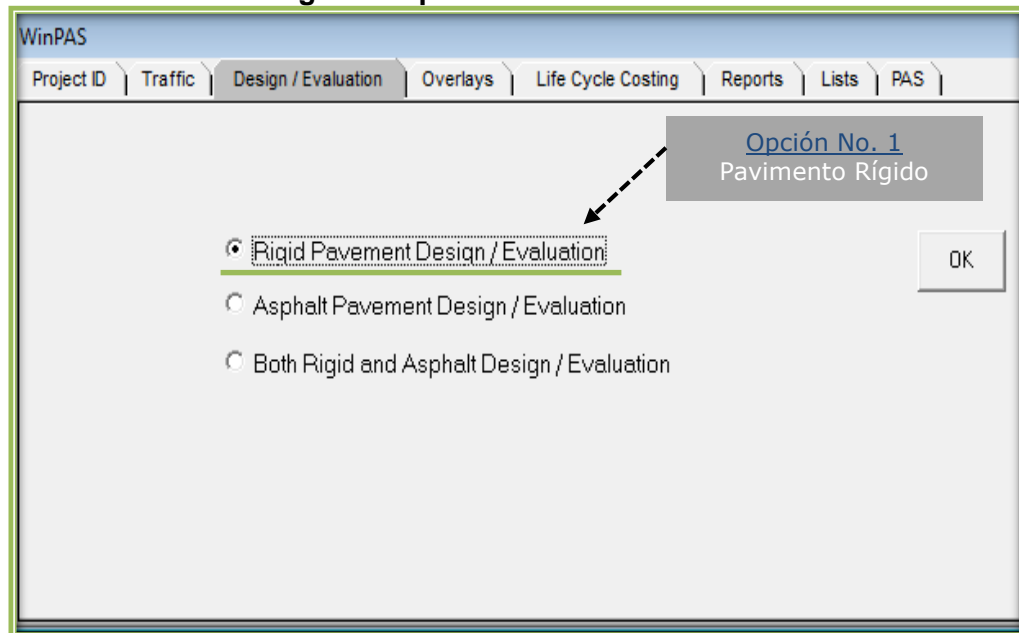 WinPAS
Project ID Traffic Design / Evaluation Overlays Life Cycle Costing Reports Lists PAS
Opción No. 1
Pavimento Rígido
Rigid Pavement Design / Evaluation
OK
Asphalt Pavement Design / Evaluation
Both Rigid and Asphalt Design / Evaluation